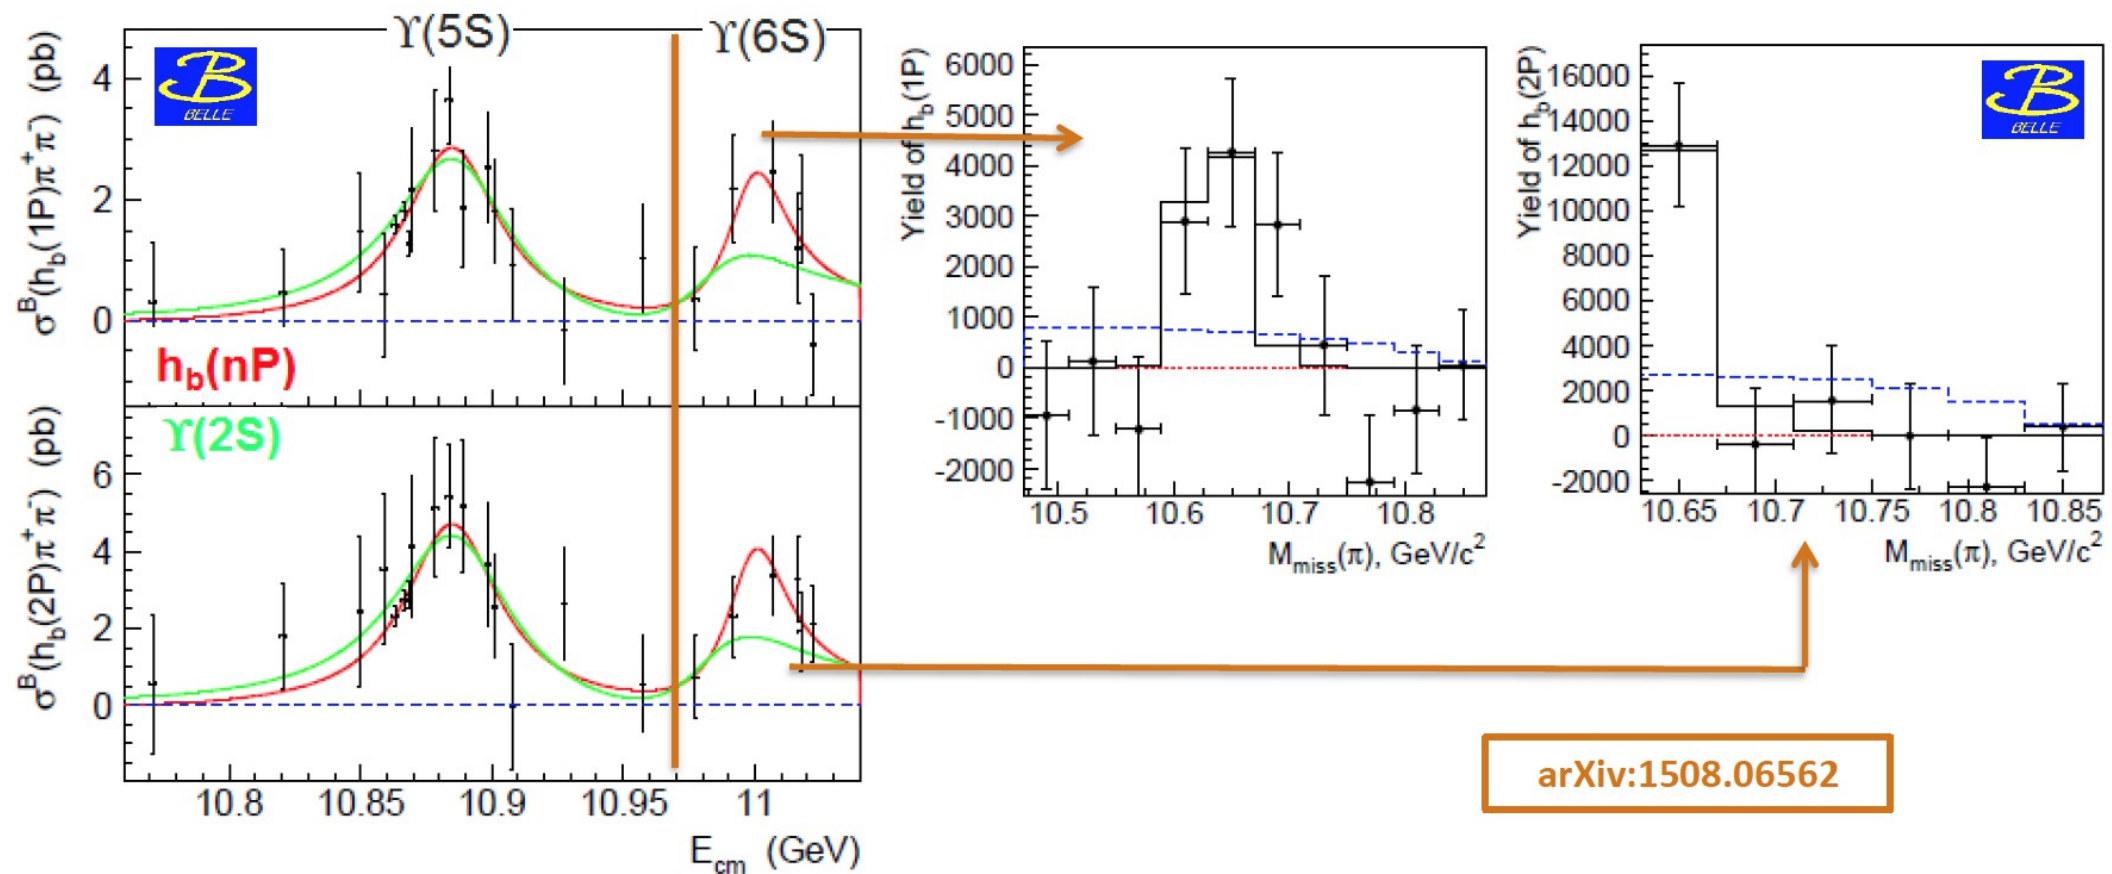 ϒ(5S)
ϒ(6S)
σᴮ(h_b(1P)π⁺π⁻) (pb)
4
2
0
BELLE
h_b(nP)
σᴮ(h_b(2P)π⁺π⁻) (pb)
6
4
2
0
ϒ(2S)
10.8 10.85 10.9 10.95 11
E_cm (GeV)
Yield of h_b(1P)
6000
5000
4000
3000
2000
1000
0
-1000
-2000
10.5 10.6 10.7 10.8
M_miss(π), GeV/c²
Yield of h_b(2P)
16000
14000
12000
10000
8000
6000
4000
2000
0
-2000
BELLE
10.65 10.7 10.75 10.8 10.85
M_miss(π), GeV/c²
arXiv:1508.06562